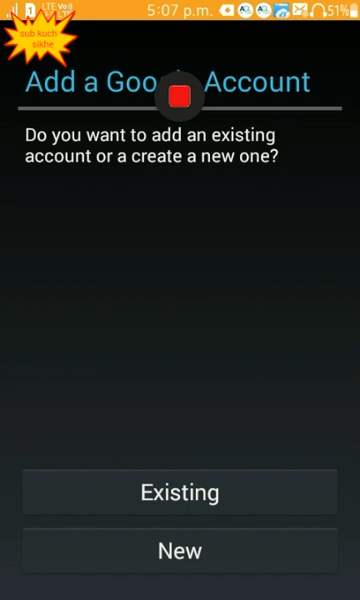 LTE
5:07 p.m.
51%
sub kuch
sikhe
Add a Goo Account
Do you want to add an existing
account or a create a new one?
Existing
New